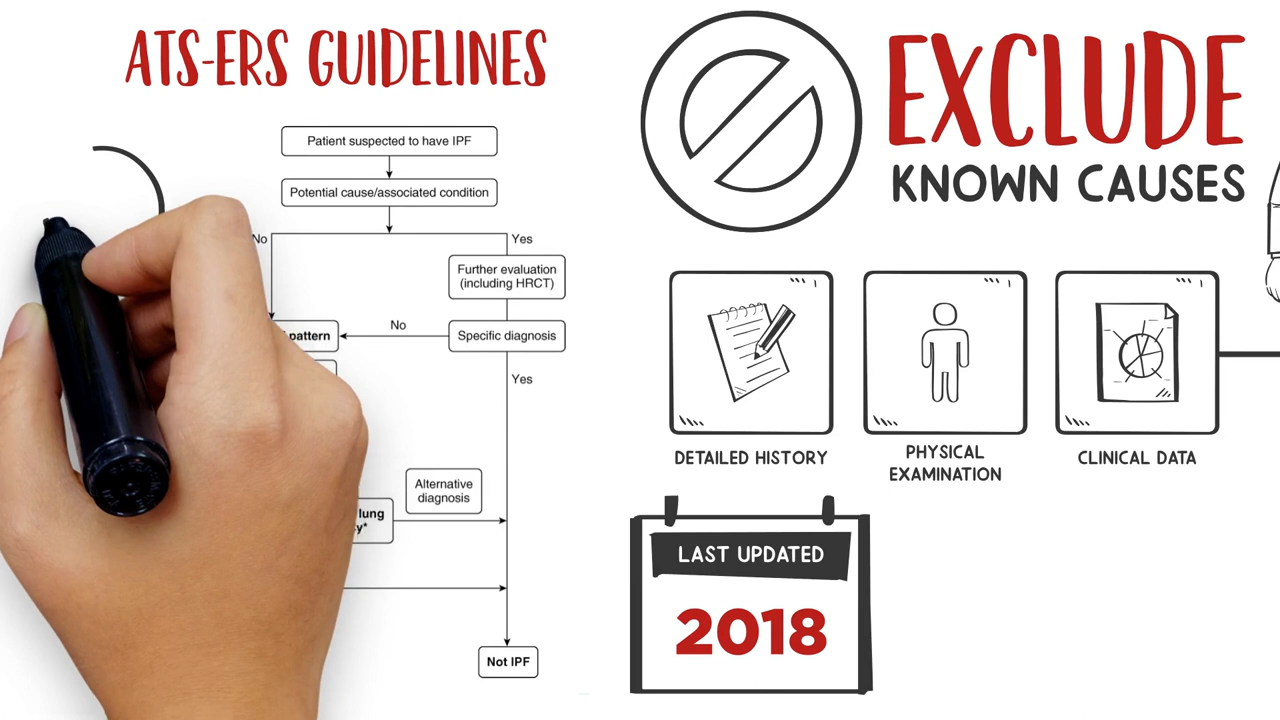 ATS-ERS GUIDELINES
Patient suspected to have IPF
Potential cause/associated condition
No
Yes
Further evaluation
(including HRCT)
pattern
No
Specific diagnosis
Yes
Alternative
diagnosis
lung
Not IPF
EXCLUDE
KNOWN CAUSES
DETAILED HISTORY
PHYSICAL
EXAMINATION
CLINICAL DATA
LAST UPDATED
2018